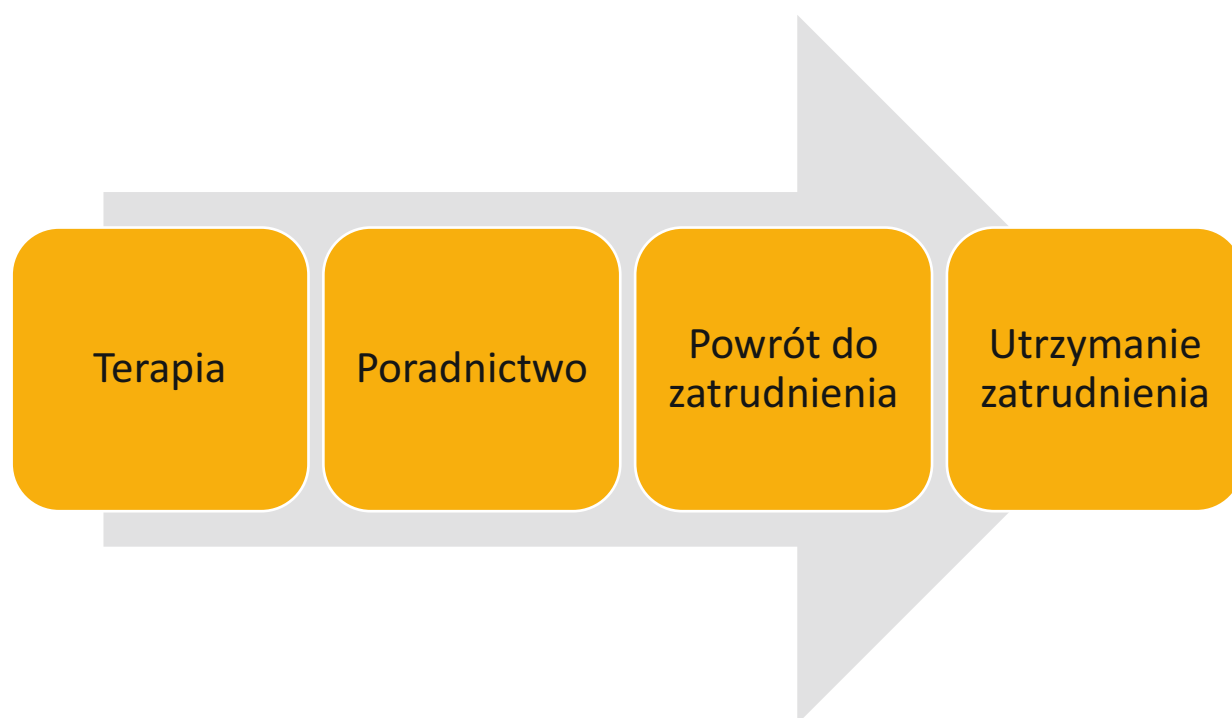 Terapia
Poradnictwo
Powrót do
zatrudnienia
Utrzymanie
zatrudnienia